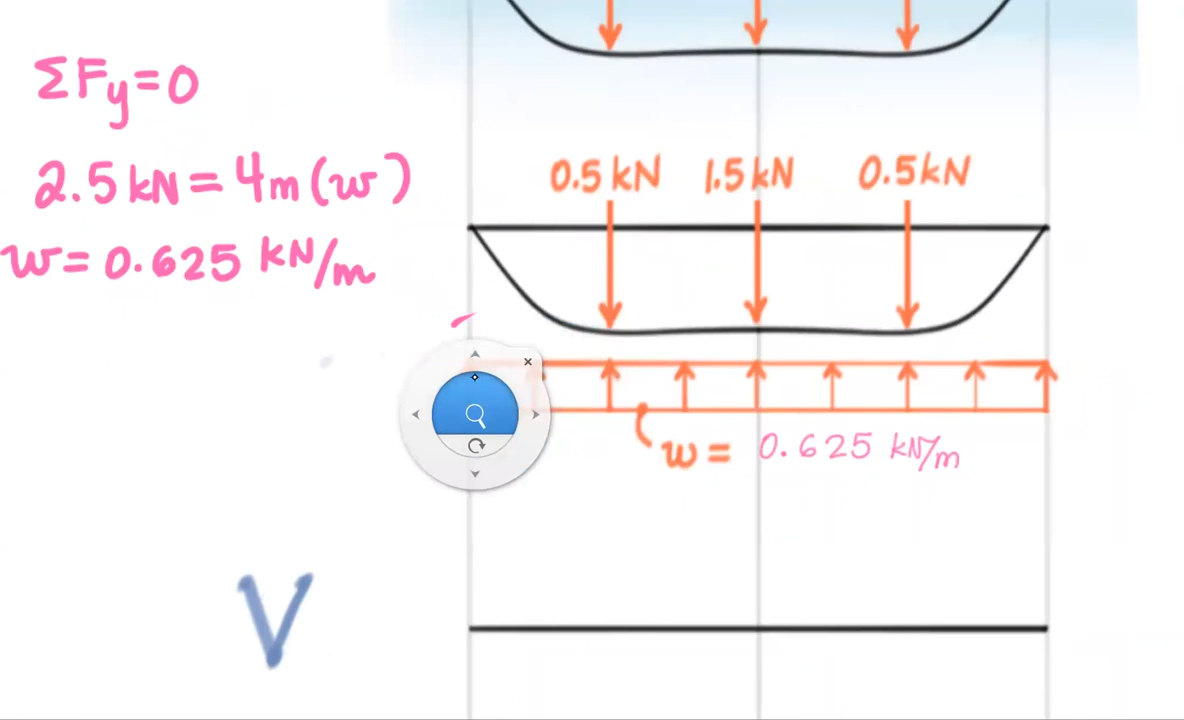 ΣFy=0
2.5 kN = 4m(w)
w= 0.625 kN/m
0.5 kN 1.5 kN 0.5 kN
w = 0.625 kN/m
V